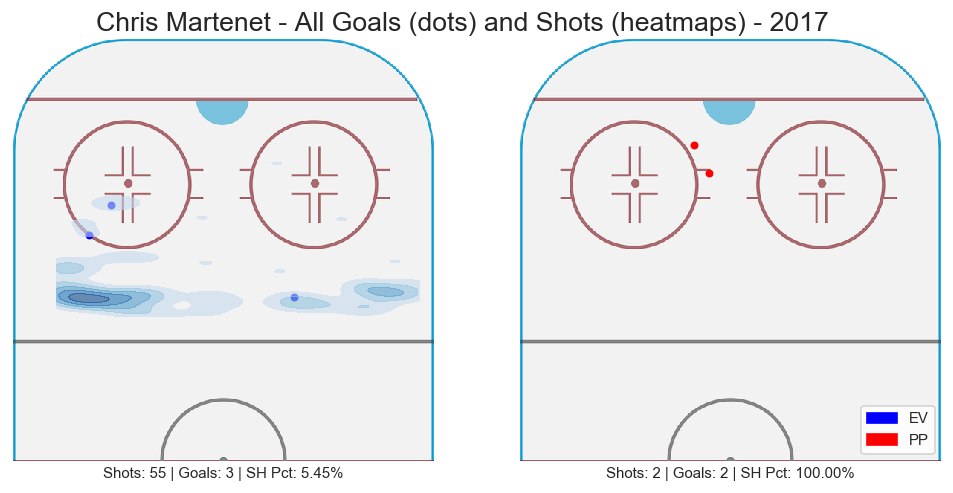 Chris Martenet - All Goals (dots) and Shots (heatmaps) - 2017
EV
PP
Shots: 55 | Goals: 3 | SH Pct: 5.45%
Shots: 2 | Goals: 2 | SH Pct: 100.00%